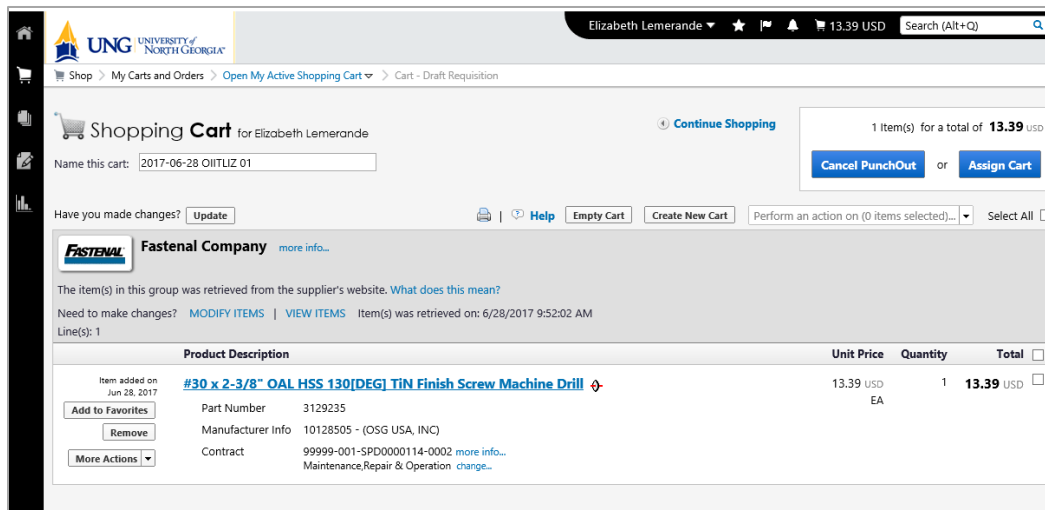 Elizabeth Lemerande 13.39 USD Search (Alt+Q)
UNG UNIVERSITY of NORTH GEORGIA
Shop > My Carts and Orders > Open My Active Shopping Cart > Cart - Draft Requisition
Shopping Cart for Elizabeth Lemerande
Continue Shopping
1 Item(s) for a total of 13.39 USD
Name this cart: 2017-06-28 OIITLIZ 01
Cancel PunchOut or Assign Cart
Have you made changes? Update | ? Help Empty Cart Create New Cart Perform an action on (0 items selected)... Select All
FASTENAL Fastenal Company more info...
The item(s) in this group was retrieved from the supplier's website. What does this mean?
Need to make changes? MODIFY ITEMS | VIEW ITEMS Item(s) was retrieved on: 6/28/2017 9:52:02 AM
Line(s): 1
Product Description Unit Price Quantity Total
Item added on
Jun 28, 2017
#30 x 2-3/8" OAL HSS 130[DEG] TiN Finish Screw Machine Drill 13.39 USD 1 13.39 USD
EA
Add to Favorites
Part Number 3129235
Remove
Manufacturer Info 10128505 - (OSG USA, INC)
More Actions
Contract 99999-001-SPD0000114-0002 more info...
Maintenance,Repair & Operation change...